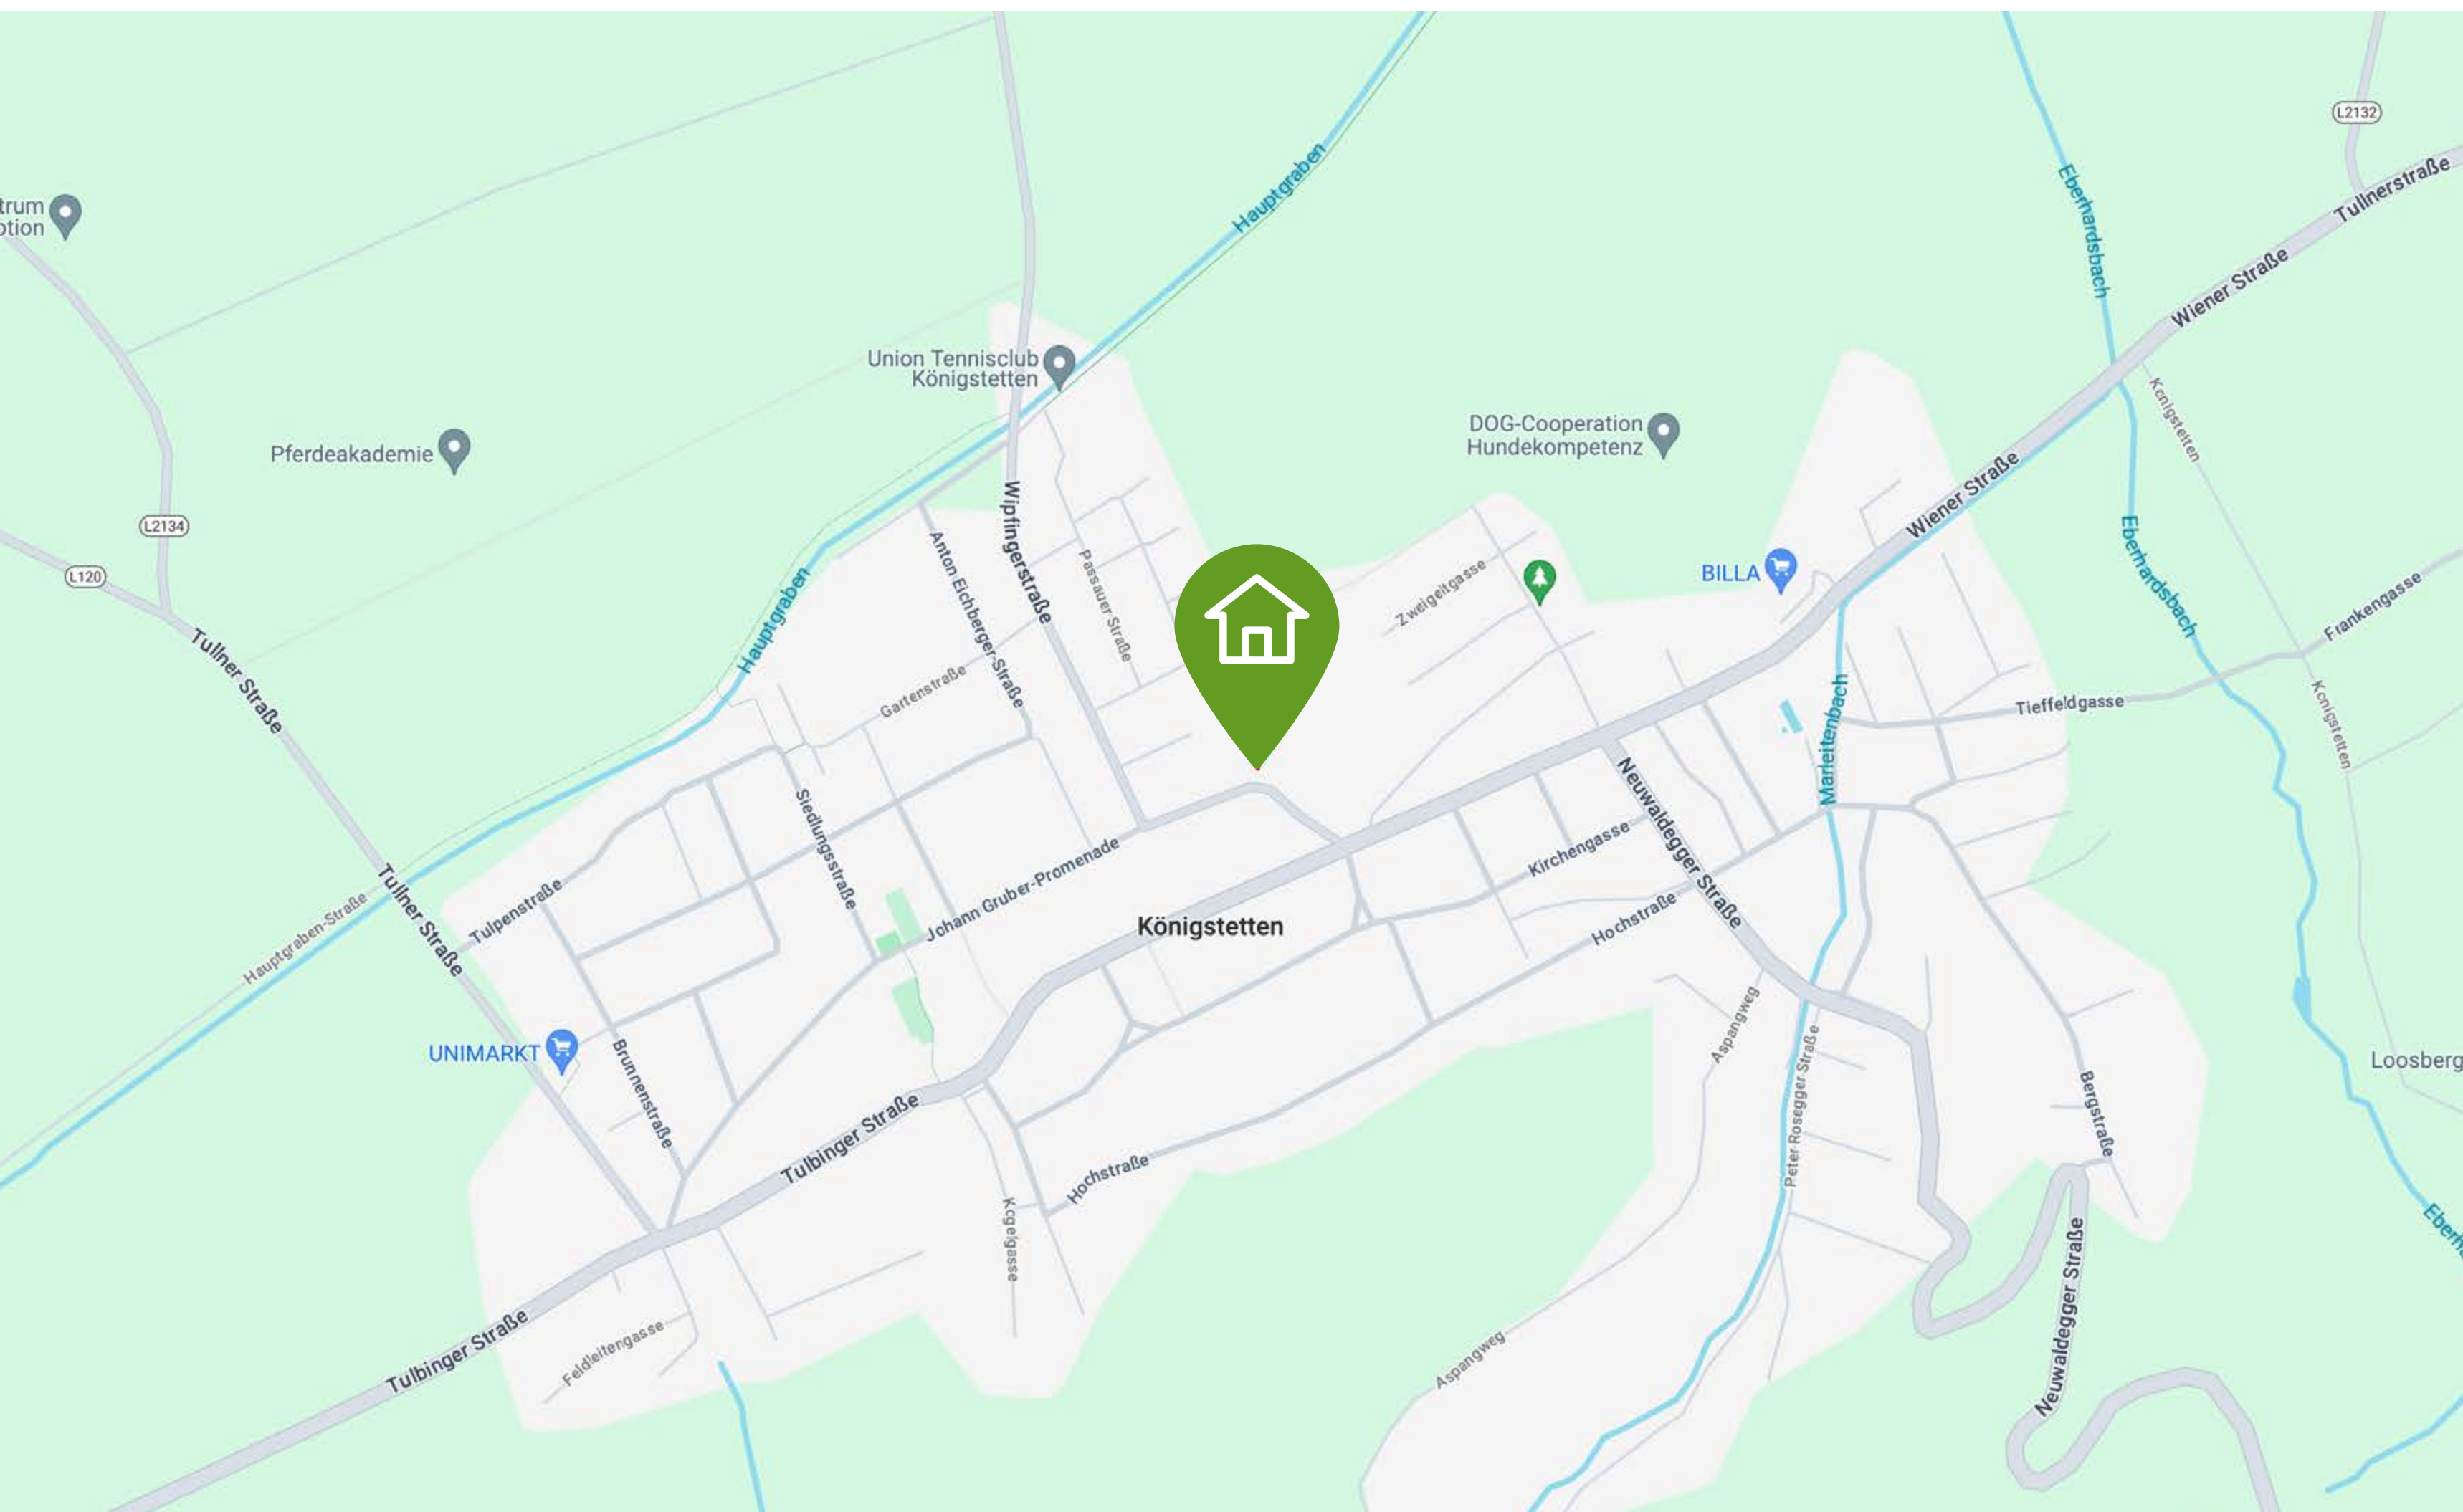 L2132
Tullnerstraße
Hauptgraben
Eberhardsbach
trum
otion
Wiener Straße
Union Tennisclub
Königstetten
Königstetten
DOG-Cooperation
Hundekompetenz
Pferdeakademie
Wiener Straße
L2134
Wipfingerstraße
Anton Eichberger-Straße
Passauer Straße
L120
Hauptgraben
Zweigeltgasse
BILLA
Eberhardsbach
Frankengasse
Tullner Straße
Gartenstraße
Marleitenbach
Tieffeldgasse
Königstetten
Siedlungsstraße
Neuwaldegger Straße
Kirchengasse
Johann Gruber-Promenade
Tulpenstraße
Hauptgraben-Straße
Tullner Straße
Königstetten
Hochstraße
UNIMARKT
Brunnenstraße
Aspangweg
Peter-Rosegger-Straße
Loosberg
Bergstraße
Tulbinger Straße
Hochstraße
Kogelgasse
Eberh
Neuwaldegger Straße
Tulbinger Straße
Feldleitengasse
Aspangweg